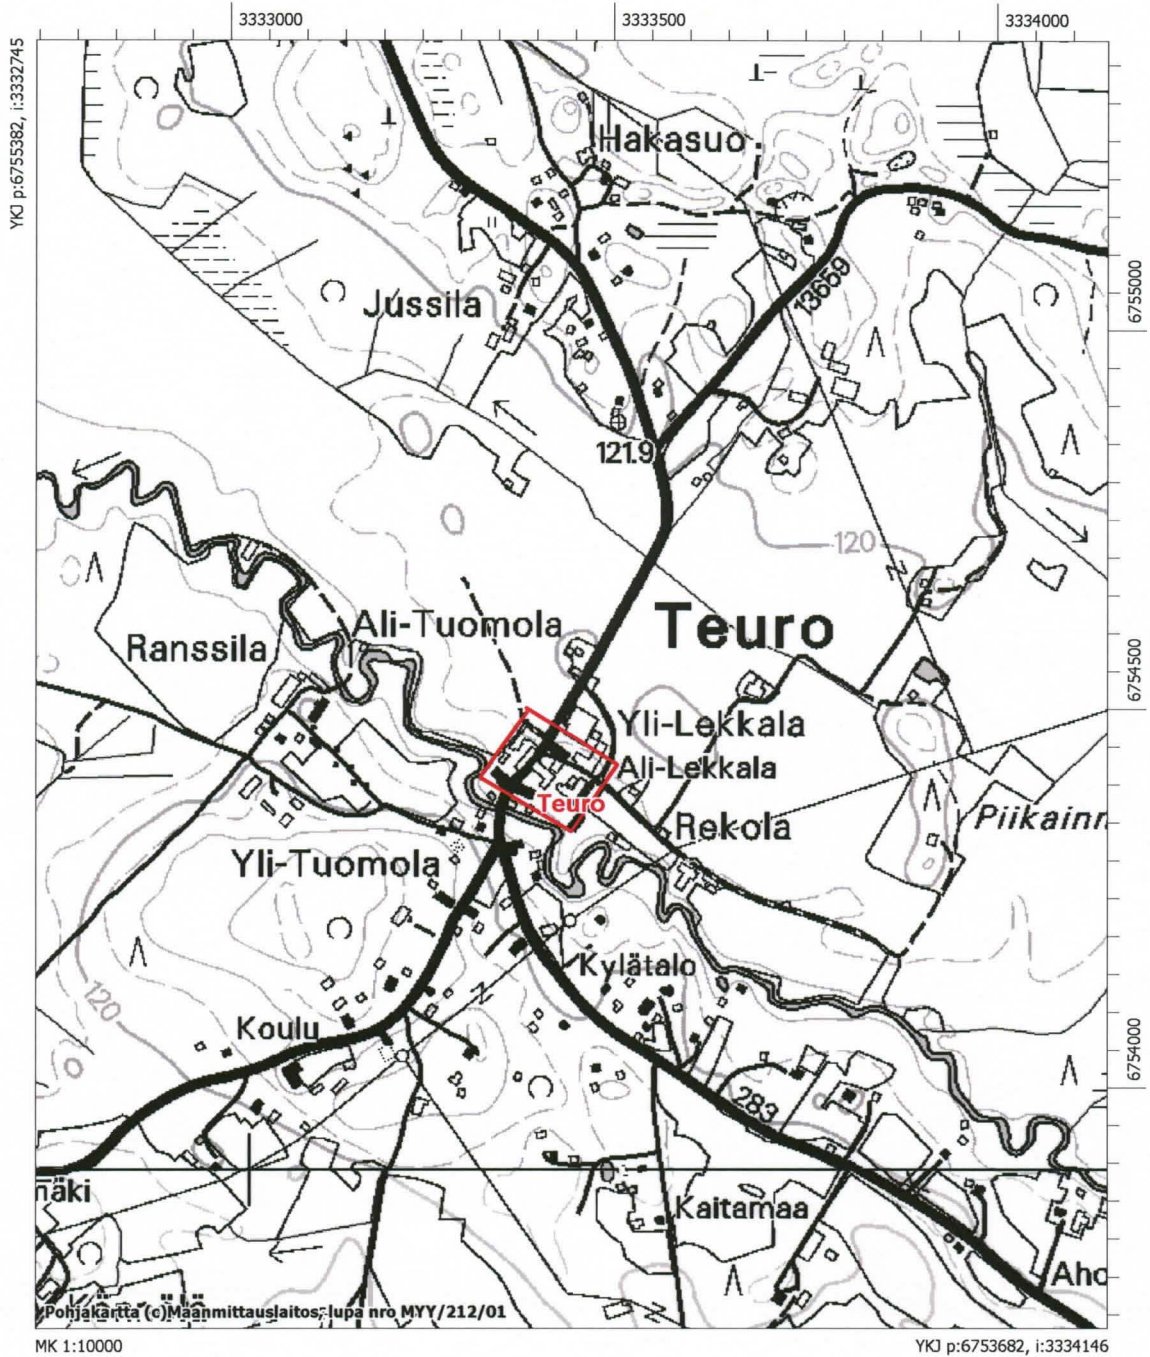 3333000
3333500
3334000
YKJ p:6755382, i:3332745
Hakasuo
Jussila
13659
6755000
121.9
120
Ali-Tuomola
Teuro
Ranssila
6754500
Yli-Lekkala
Ali-Lekkala
Teuro
Rekola
Piikainn
Yli-Tuomola
Kylätalo
120
Koulu
6754000
283
näki
Kaitamaa
Aho
Pohjakartta (c)Maanmittauslaitos, lupa nro MYY/212/01
MK 1:10000
YKJ p:6753682, i:3334146